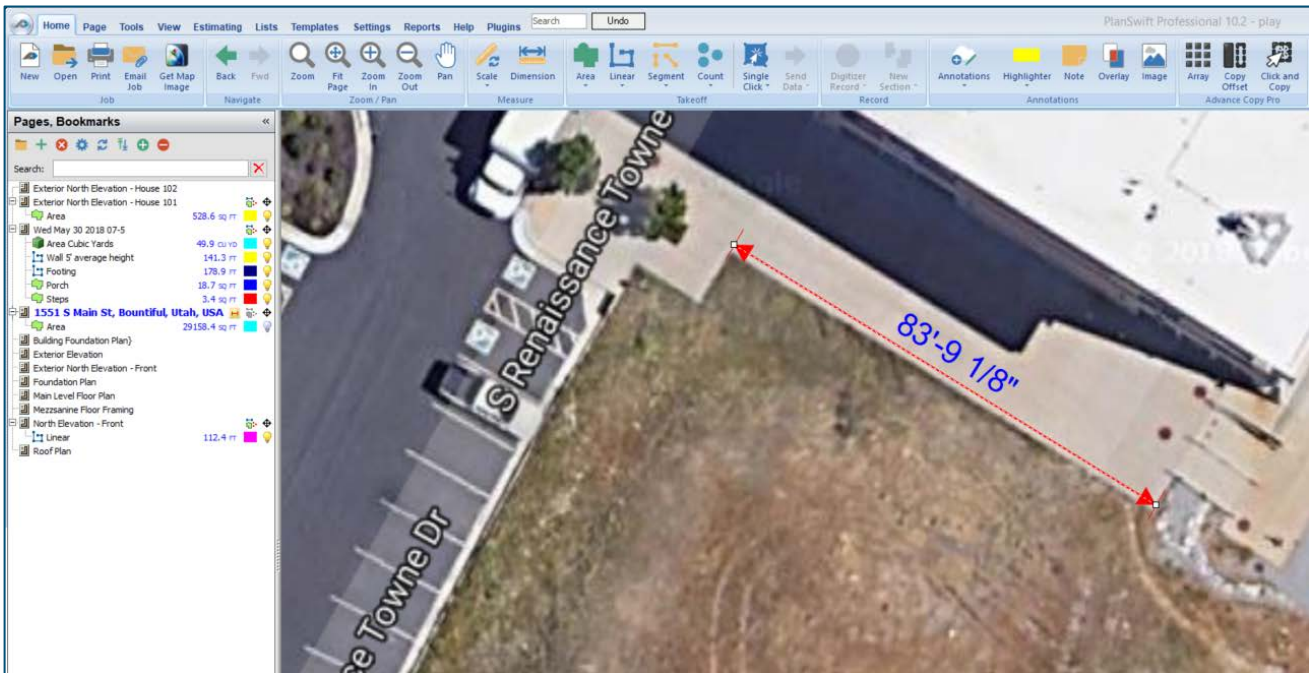 Home Page Tools View Estimating Lists Templates Settings Reports Help Plugins Search Undo PlanSwift Professional 10.2 - play
New Open Print Email Job Get Map Image Back Fwd Zoom Fit Page Zoom In Zoom Out Pan Scale Dimension Area Linear Segment Count Single Click Send Data Digitizer Record New Section Annotations Highlighter Note Overlay Image Array Copy Offset Click and Copy
Job Navigate Zoom / Pan Measure Takeoff Record Annotations Advance Copy Pro
Pages, Bookmarks «
Search:
Exterior North Elevation - House 102
Exterior North Elevation - House 101
Area 528.6 SQ FT
Wed May 30 2018 07-5
Area Cubic Yards 49.9 CU YD
Wall 5' average height 141.3 FT
Footing 178.9 FT
Porch 18.7 SQ FT
Steps 3.4 SQ FT
1551 S Main St, Bountiful, Utah, USA
Area 29158.4 SQ FT
Building Foundation Plan}
Exterior Elevation
Exterior North Elevation - Front
Foundation Plan
Main Level Floor Plan
Mezzsanine Floor Framing
North Elevation - Front
Linear 112.4 FT
Roof Plan
S Renaissance Towne
83'-9 1/8"
ce Towne Dr